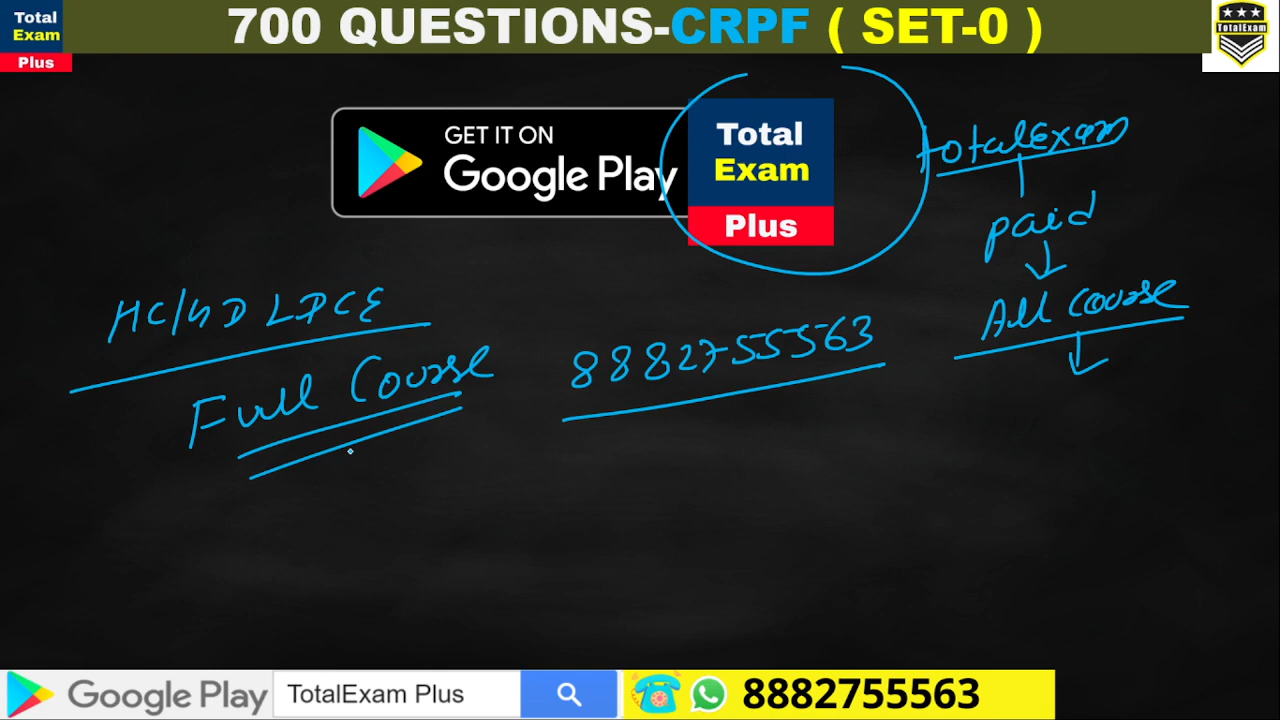 Total
Exam
Plus
700 QUESTIONS-CRPF ( SET-0 )
TotalExam
GET IT ON
Google Play
Total
Exam
Plus
totalExam
paid
All Course
HC/GD LDCE
Full Course
8882755563
Google Play
TotalExam Plus
8882755563